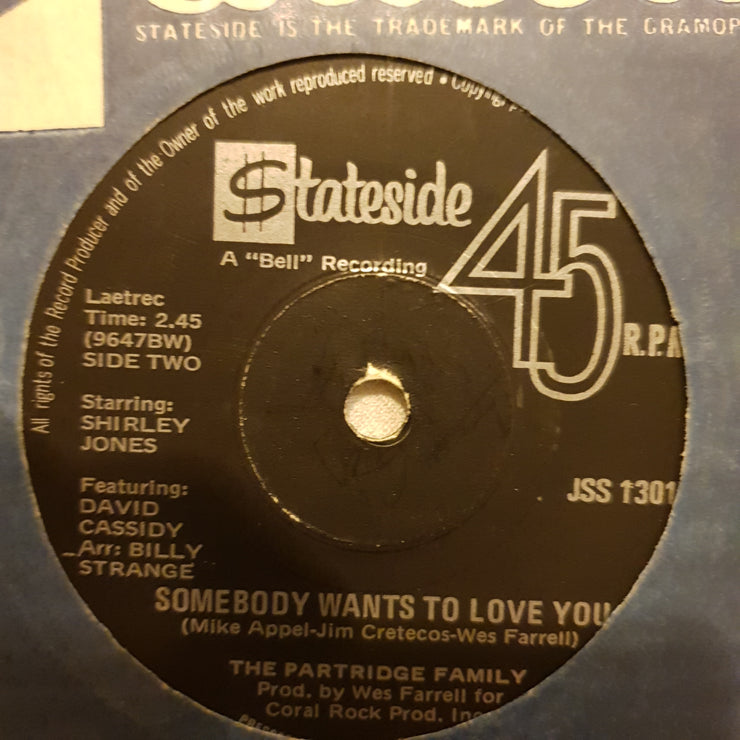 STATESIDE IS THE TRADEMARK OF THE GRAMOP
All rights of the Record Producer and of the Owner of the work reproduced reserved •
$tateside
45
R.P.M
A "Bell" Recording
Laetrec
Time: 2.45
(9647BW)
SIDE TWO
Starring:
SHIRLEY
JONES
Featuring:
DAVID
CASSIDY
Arr: BILLY
STRANGE
JSS 1301
SOMEBODY WANTS TO LOVE YOU
(Mike Appel-Jim Cretecos-Wes Farrell)
THE PARTRIDGE FAMILY
Prod. by Wes Farrell for
Coral Rock Prod. Inc